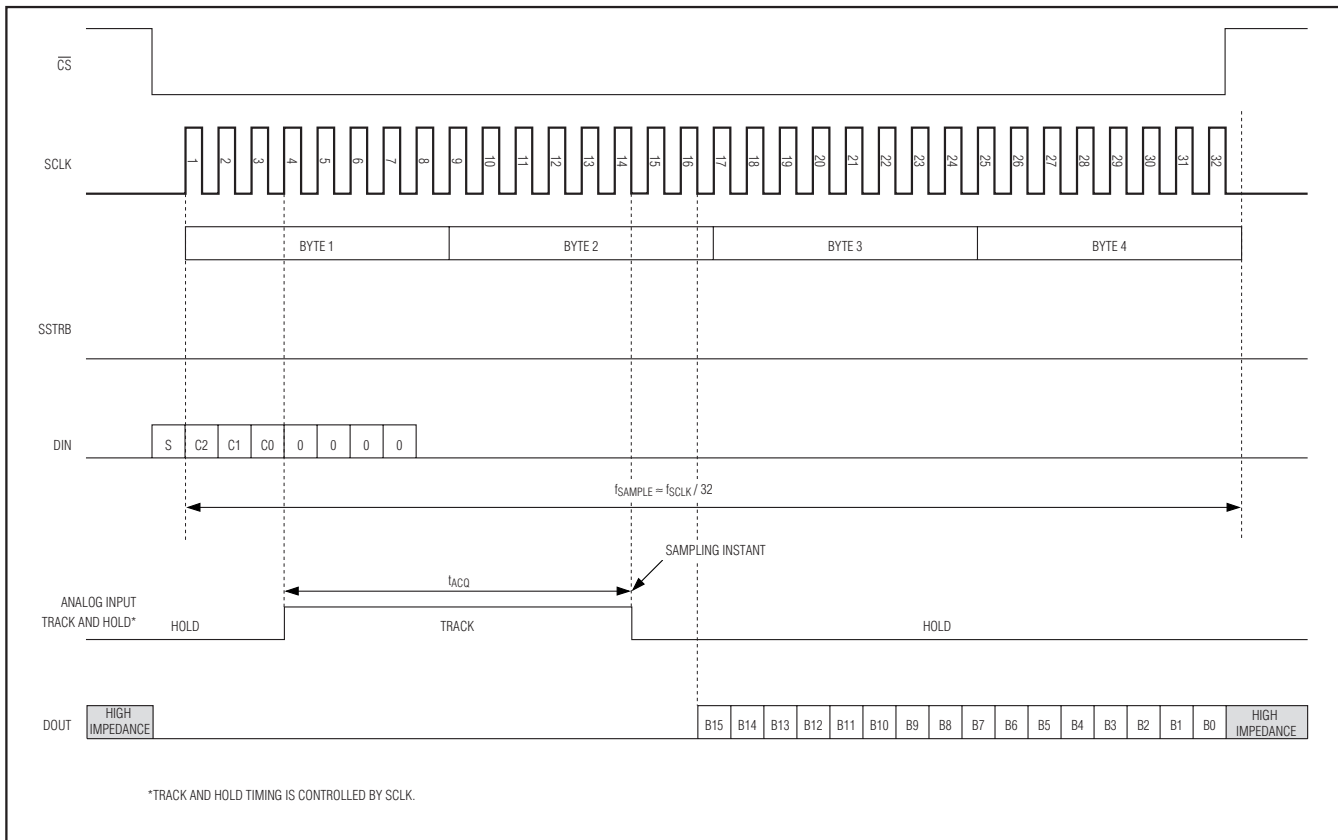 CS
SCLK
1 2 3 4 5 6 7 8 9 10 11 12 13 14 15 16 17 18 19 20 21 22 23 24 25 26 27 28 29 30 31 32
BYTE 1 BYTE 2 BYTE 3 BYTE 4
SSTRB
DIN
S C2 C1 C0 0 0 0 0
fSAMPLE = fSCLK / 32
SAMPLING INSTANT
tACQ
ANALOG INPUT
TRACK AND HOLD*
HOLD TRACK HOLD
DOUT
HIGH
IMPEDANCE
B15 B14 B13 B12 B11 B10 B9 B8 B7 B6 B5 B4 B3 B2 B1 B0
HIGH
IMPEDANCE
*TRACK AND HOLD TIMING IS CONTROLLED BY SCLK.